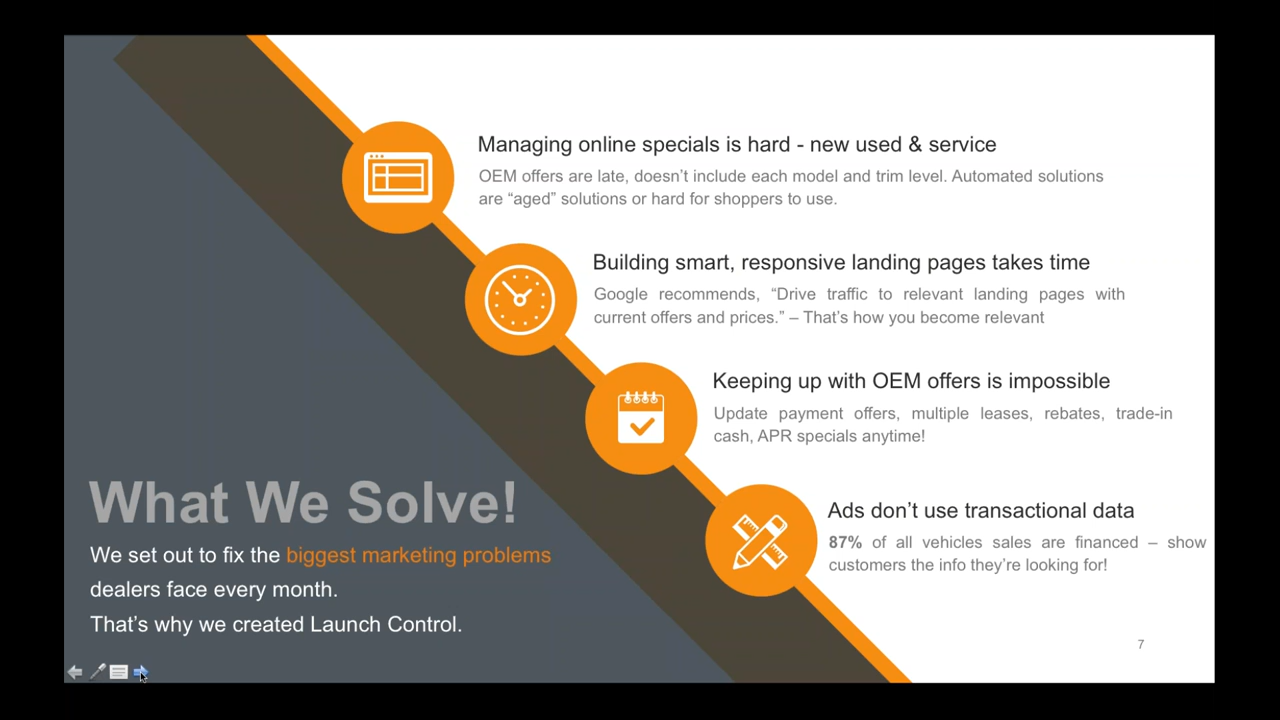 Managing online specials is hard - new used & service
OEM offers are late, doesn’t include each model and trim level. Automated solutions
are “aged” solutions or hard for shoppers to use.
Building smart, responsive landing pages takes time
Google recommends, “Drive traffic to relevant landing pages with
current offers and prices.” – That’s how you become relevant
Keeping up with OEM offers is impossible
Update payment offers, multiple leases, rebates, trade-in
cash, APR specials anytime!
Ads don’t use transactional data
87% of all vehicles sales are financed – show
customers the info they’re looking for!
What We Solve!
We set out to fix the biggest marketing problems
dealers face every month.
That’s why we created Launch Control.
7